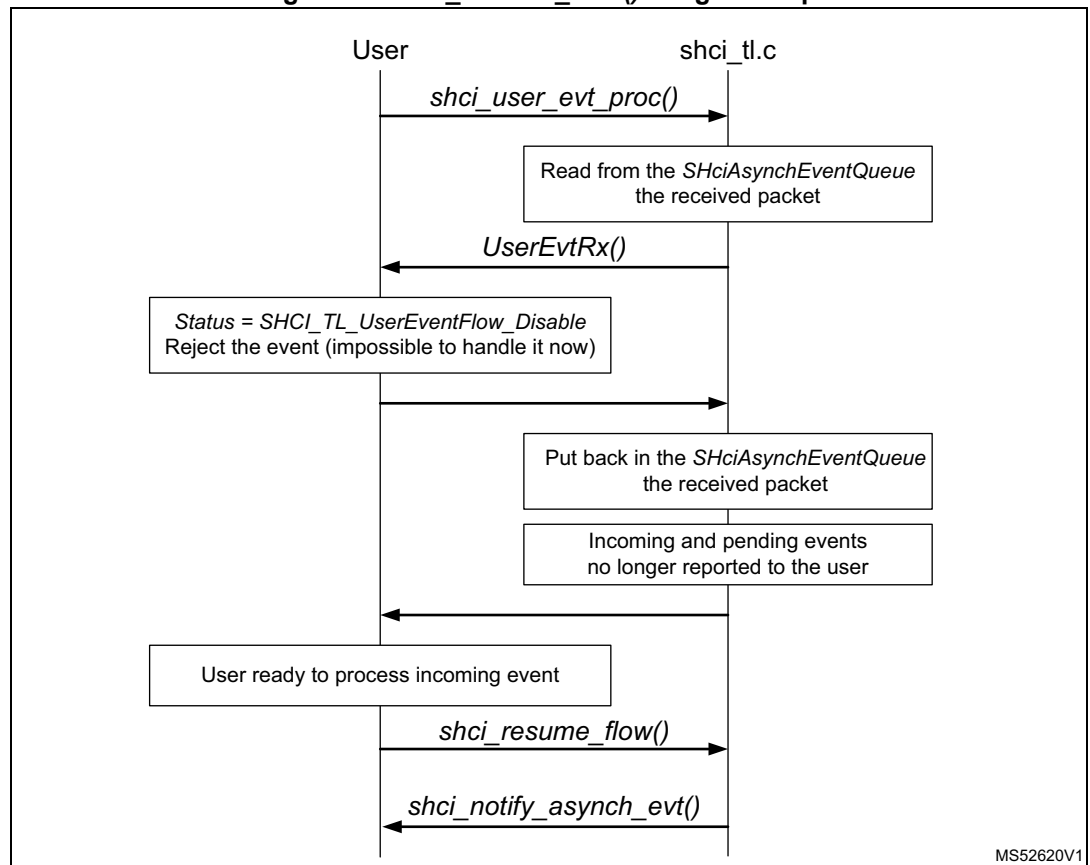 User
shci_tl.c
shci_user_evt_proc()
Read from the SHciAsynchEventQueue
the received packet
UserEvtRx()
Status = SHCI_TL_UserEventFlow_Disable
Reject the event (impossible to handle it now)
Put back in the SHciAsynchEventQueue
the received packet
Incoming and pending events
no longer reported to the user
User ready to process incoming event
shci_resume_flow()
shci_notify_asynch_evt()
MS52620V1